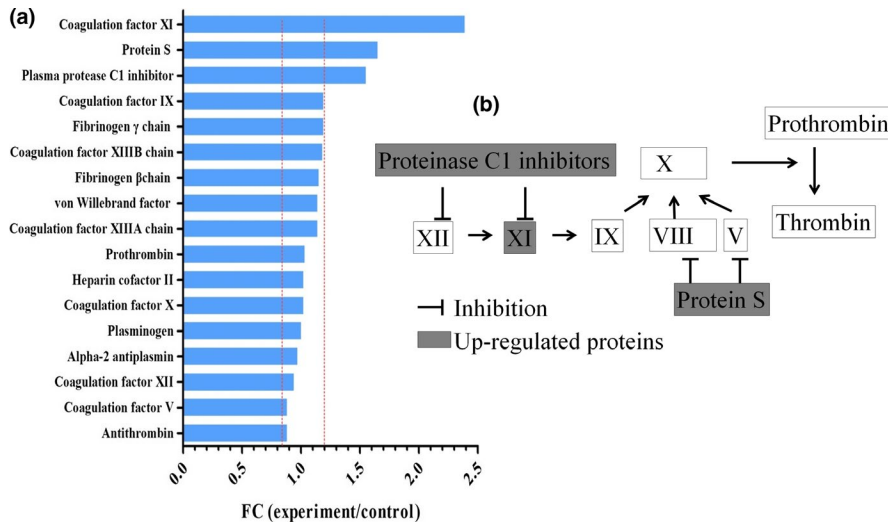 (a)
Coagulation factor XI
Protein S
Plasma protease C1 inhibitor
Coagulation factor IX
Fibrinogen γ chain
Coagulation factor XIIIB chain
Fibrinogen βchain
von Willebrand factor
Coagulation factor XIIIA chain
Prothrombin
Heparin cofactor II
Coagulation factor X
Plasminogen
Alpha-2 antiplasmin
Coagulation factor XII
Coagulation factor V
Antithrombin
0.0 0.5 1.0 1.5 2.0 2.5
FC (experiment/control)
(b)
Proteinase C1 inhibitors
X
Prothrombin
XII XI IX VIII V
Thrombin
Protein S
Inhibition
Up-regulated proteins